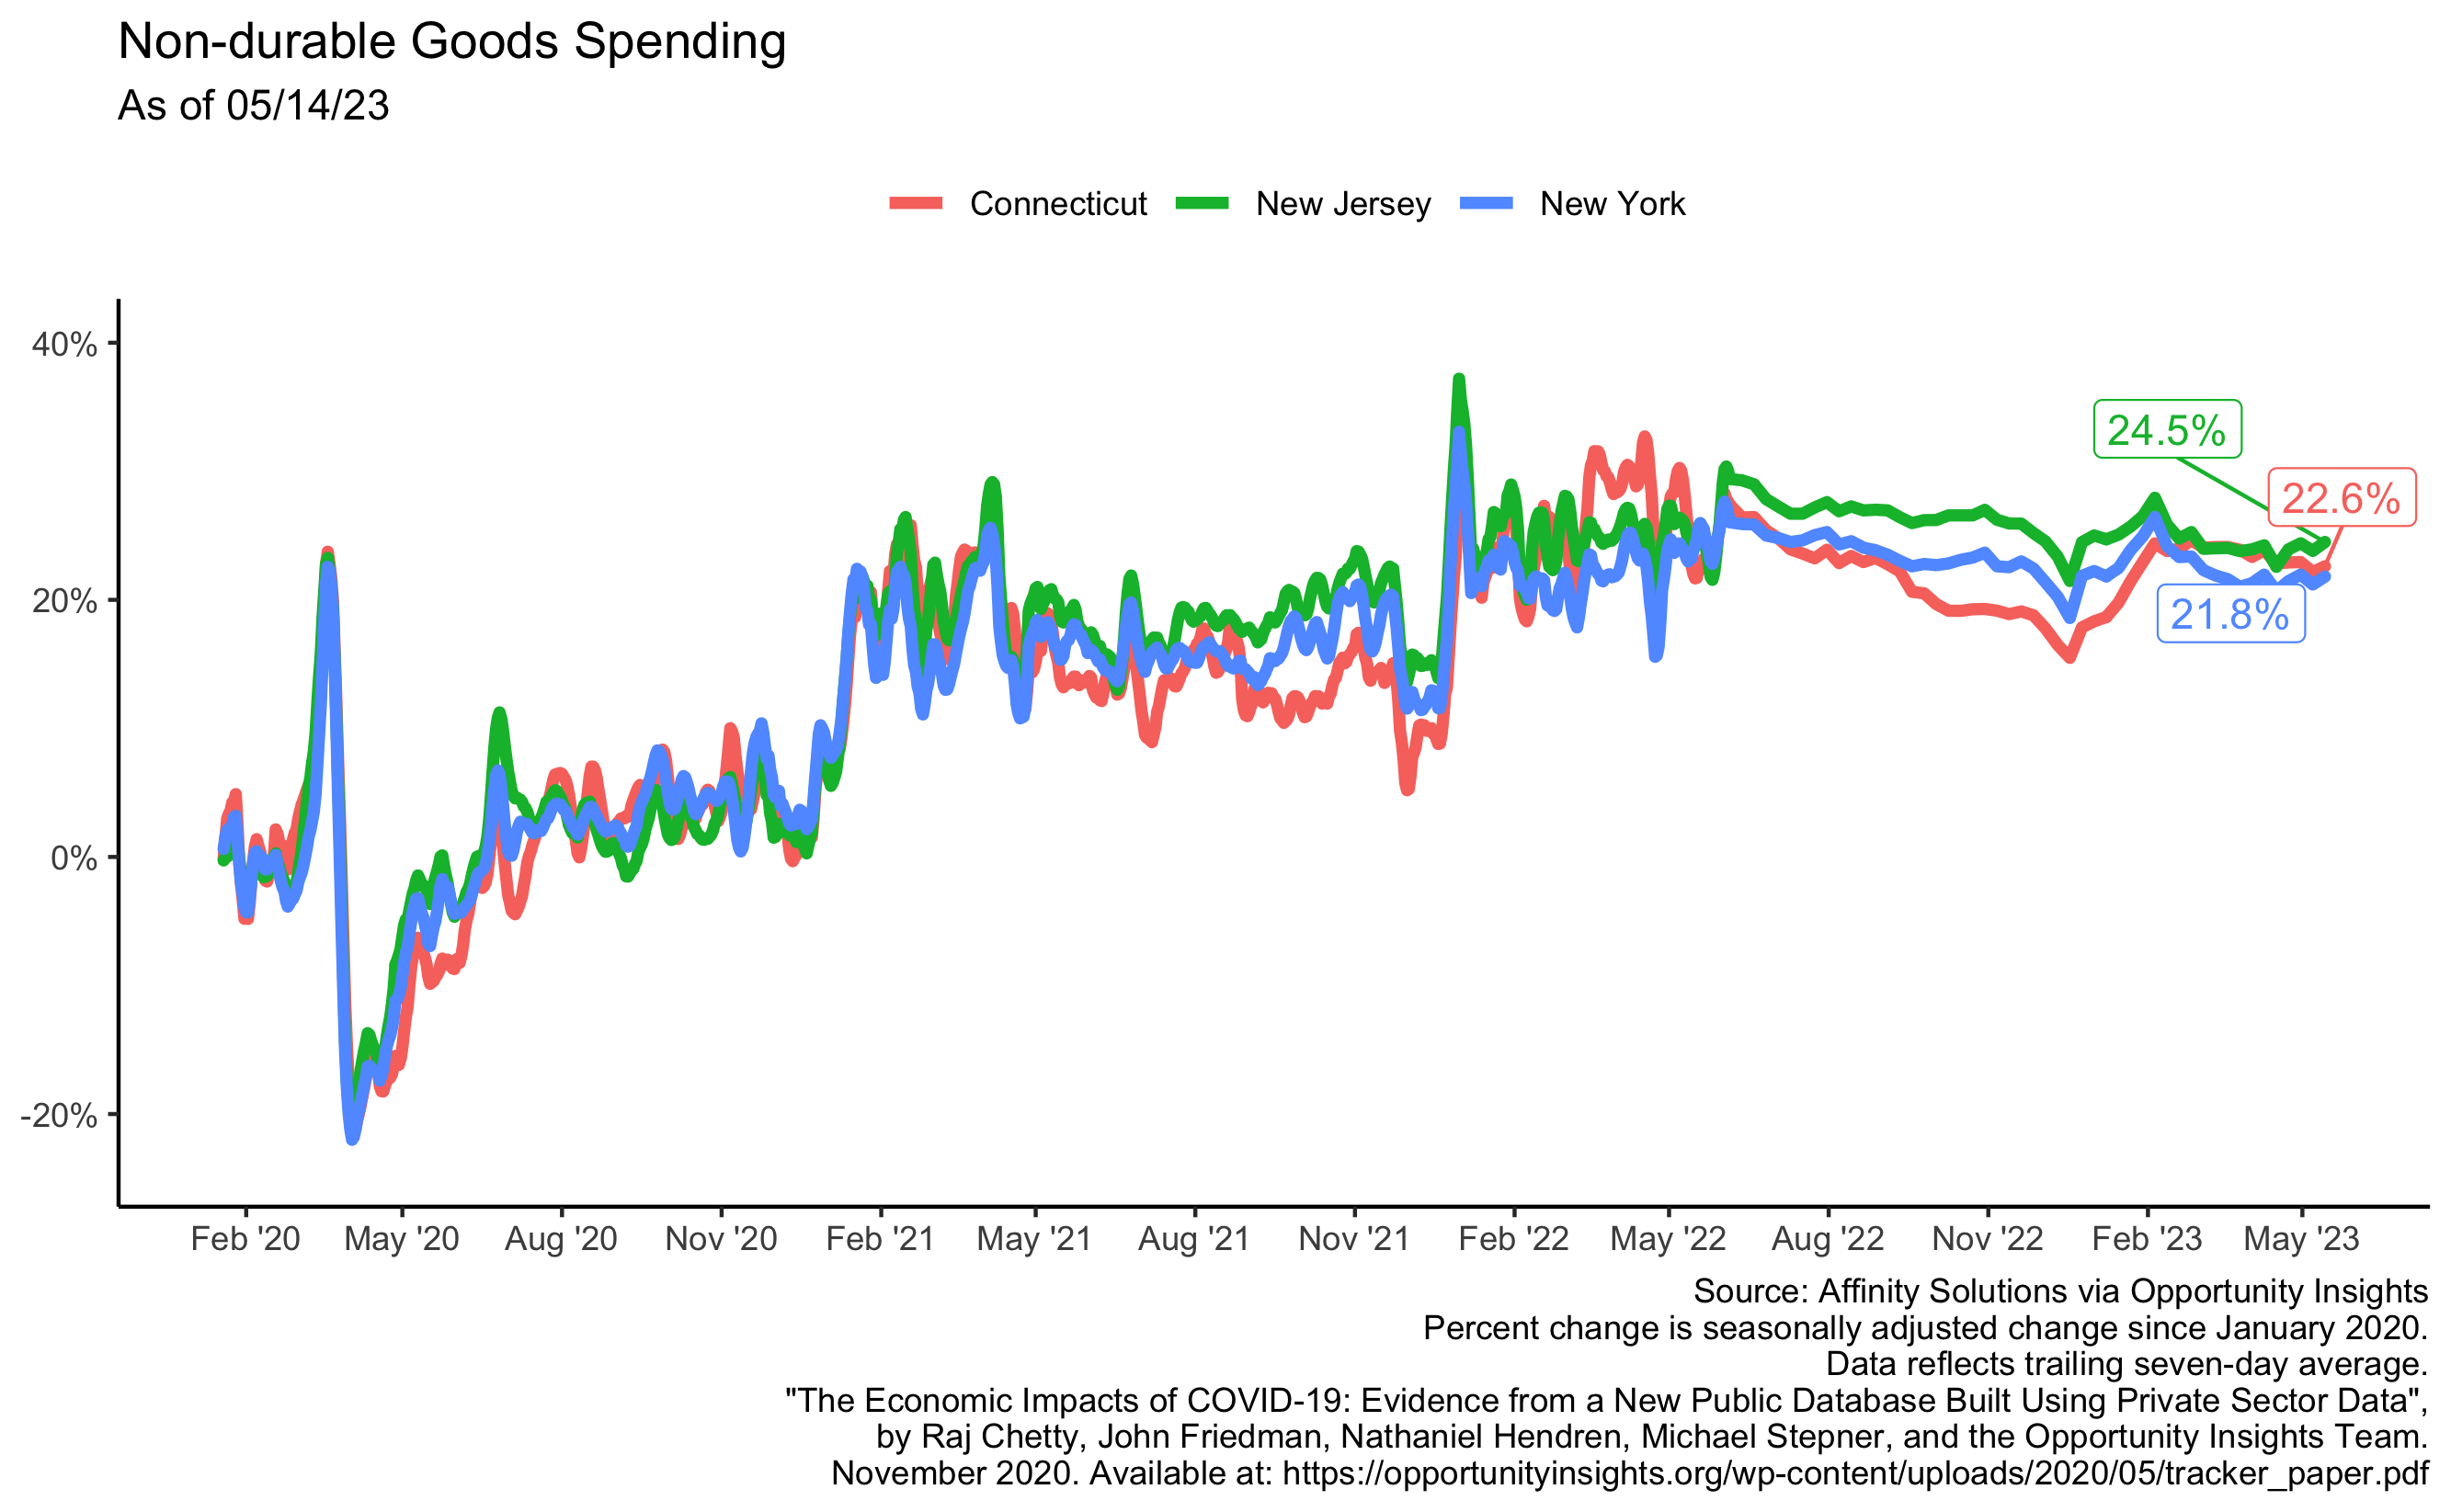 Non-durable Goods Spending
As of 05/14/23
Connecticut New Jersey New York
40%
20%
0%
-20%
24.5%
22.6%
21.8%
Feb '20 May '20 Aug '20 Nov '20 Feb '21 May '21 Aug '21 Nov '21 Feb '22 May '22 Aug '22 Nov '22 Feb '23 May '23
Source: Affinity Solutions via Opportunity Insights
Percent change is seasonally adjusted change since January 2020.
Data reflects trailing seven-day average.
"The Economic Impacts of COVID-19: Evidence from a New Public Database Built Using Private Sector Data",
by Raj Chetty, John Friedman, Nathaniel Hendren, Michael Stepner, and the Opportunity Insights Team.
November 2020. Available at: https://opportunityinsights.org/wp-content/uploads/2020/05/tracker_paper.pdf